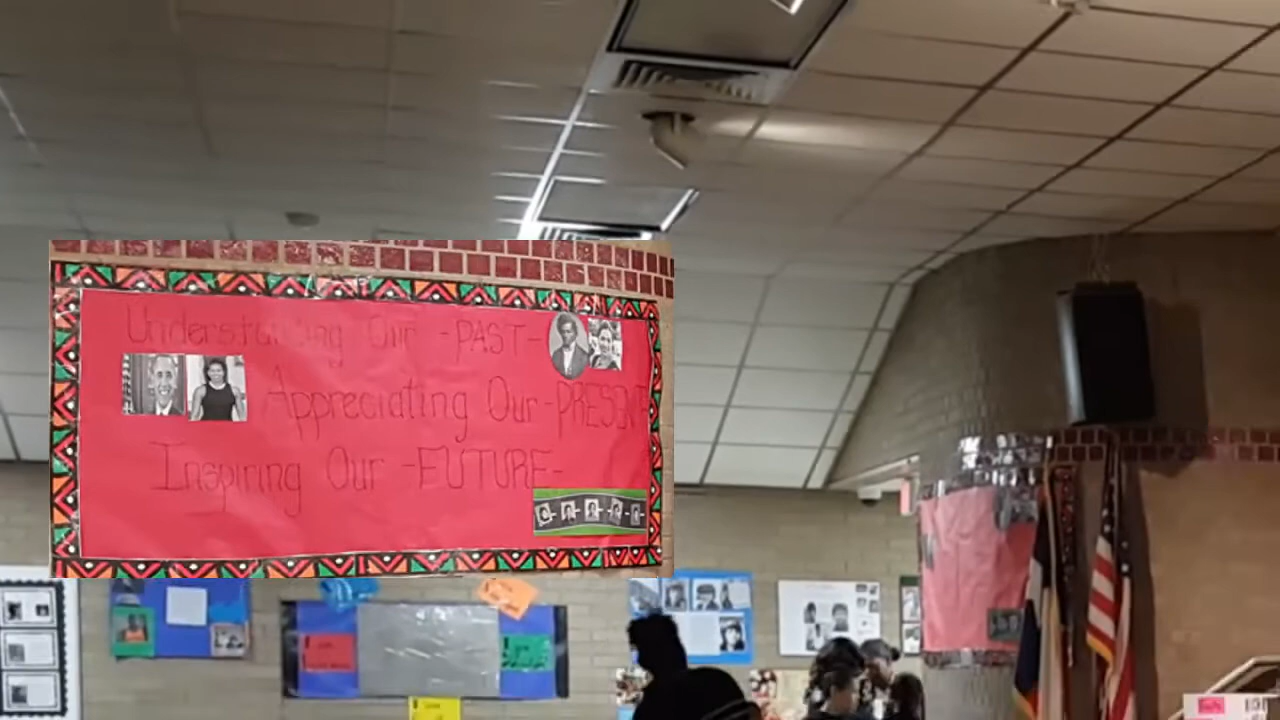 Understanding Our -PAST-
Appreciating Our -PRESENT
Inspiring Our -FUTURE-